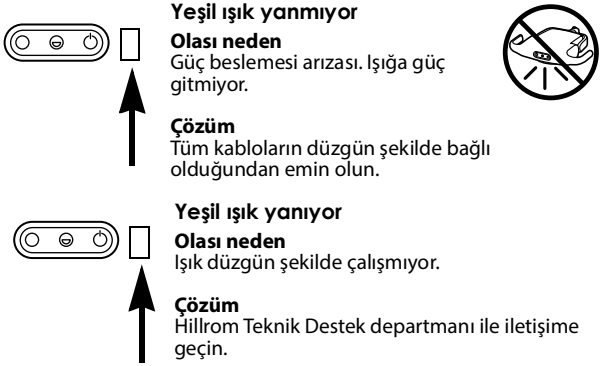 Yeşil ışık yanmıyor
Olası neden
Güç beslemesi arızası. Işığa güç
gitmiyor.
Çözüm
Tüm kabloların düzgün şekilde bağlı
olduğundan emin olun.
Yeşil ışık yanıyor
Olası neden
Işık düzgün şekilde çalışmıyor.
Çözüm
Hillrom Teknik Destek departmanı ile iletişime
geçin.